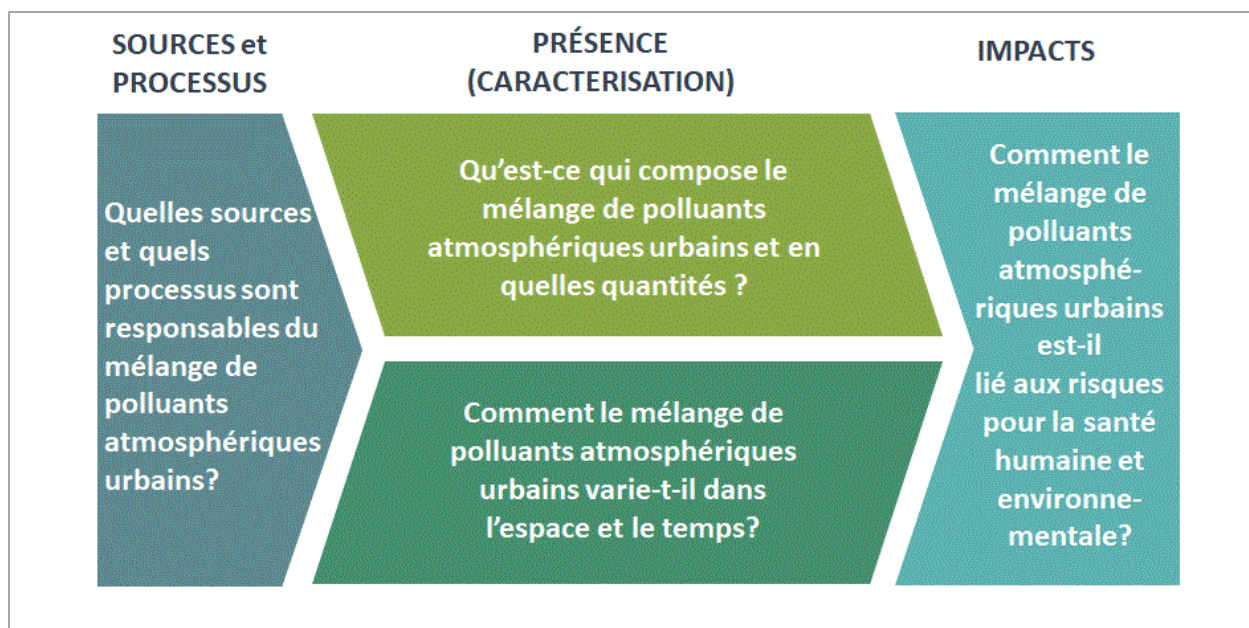 SOURCES et
PROCESSUS
PRÉSENCE
(CARACTERISATION)
IMPACTS
Quelles sources
et quels
processus sont
responsables du
mélange de
polluants
atmosphériques
urbains?
Qu'est-ce qui compose le
mélange de polluants
atmosphériques urbains et en
quelles quantités ?
Comment le mélange de
polluants atmosphériques
urbains varie-t-il dans
l'espace et le temps?
Comment le
mélange de
polluants
atmosphé-
riques urbains
est-il
lié aux risques
pour la santé
humaine et
environne-
mentale?